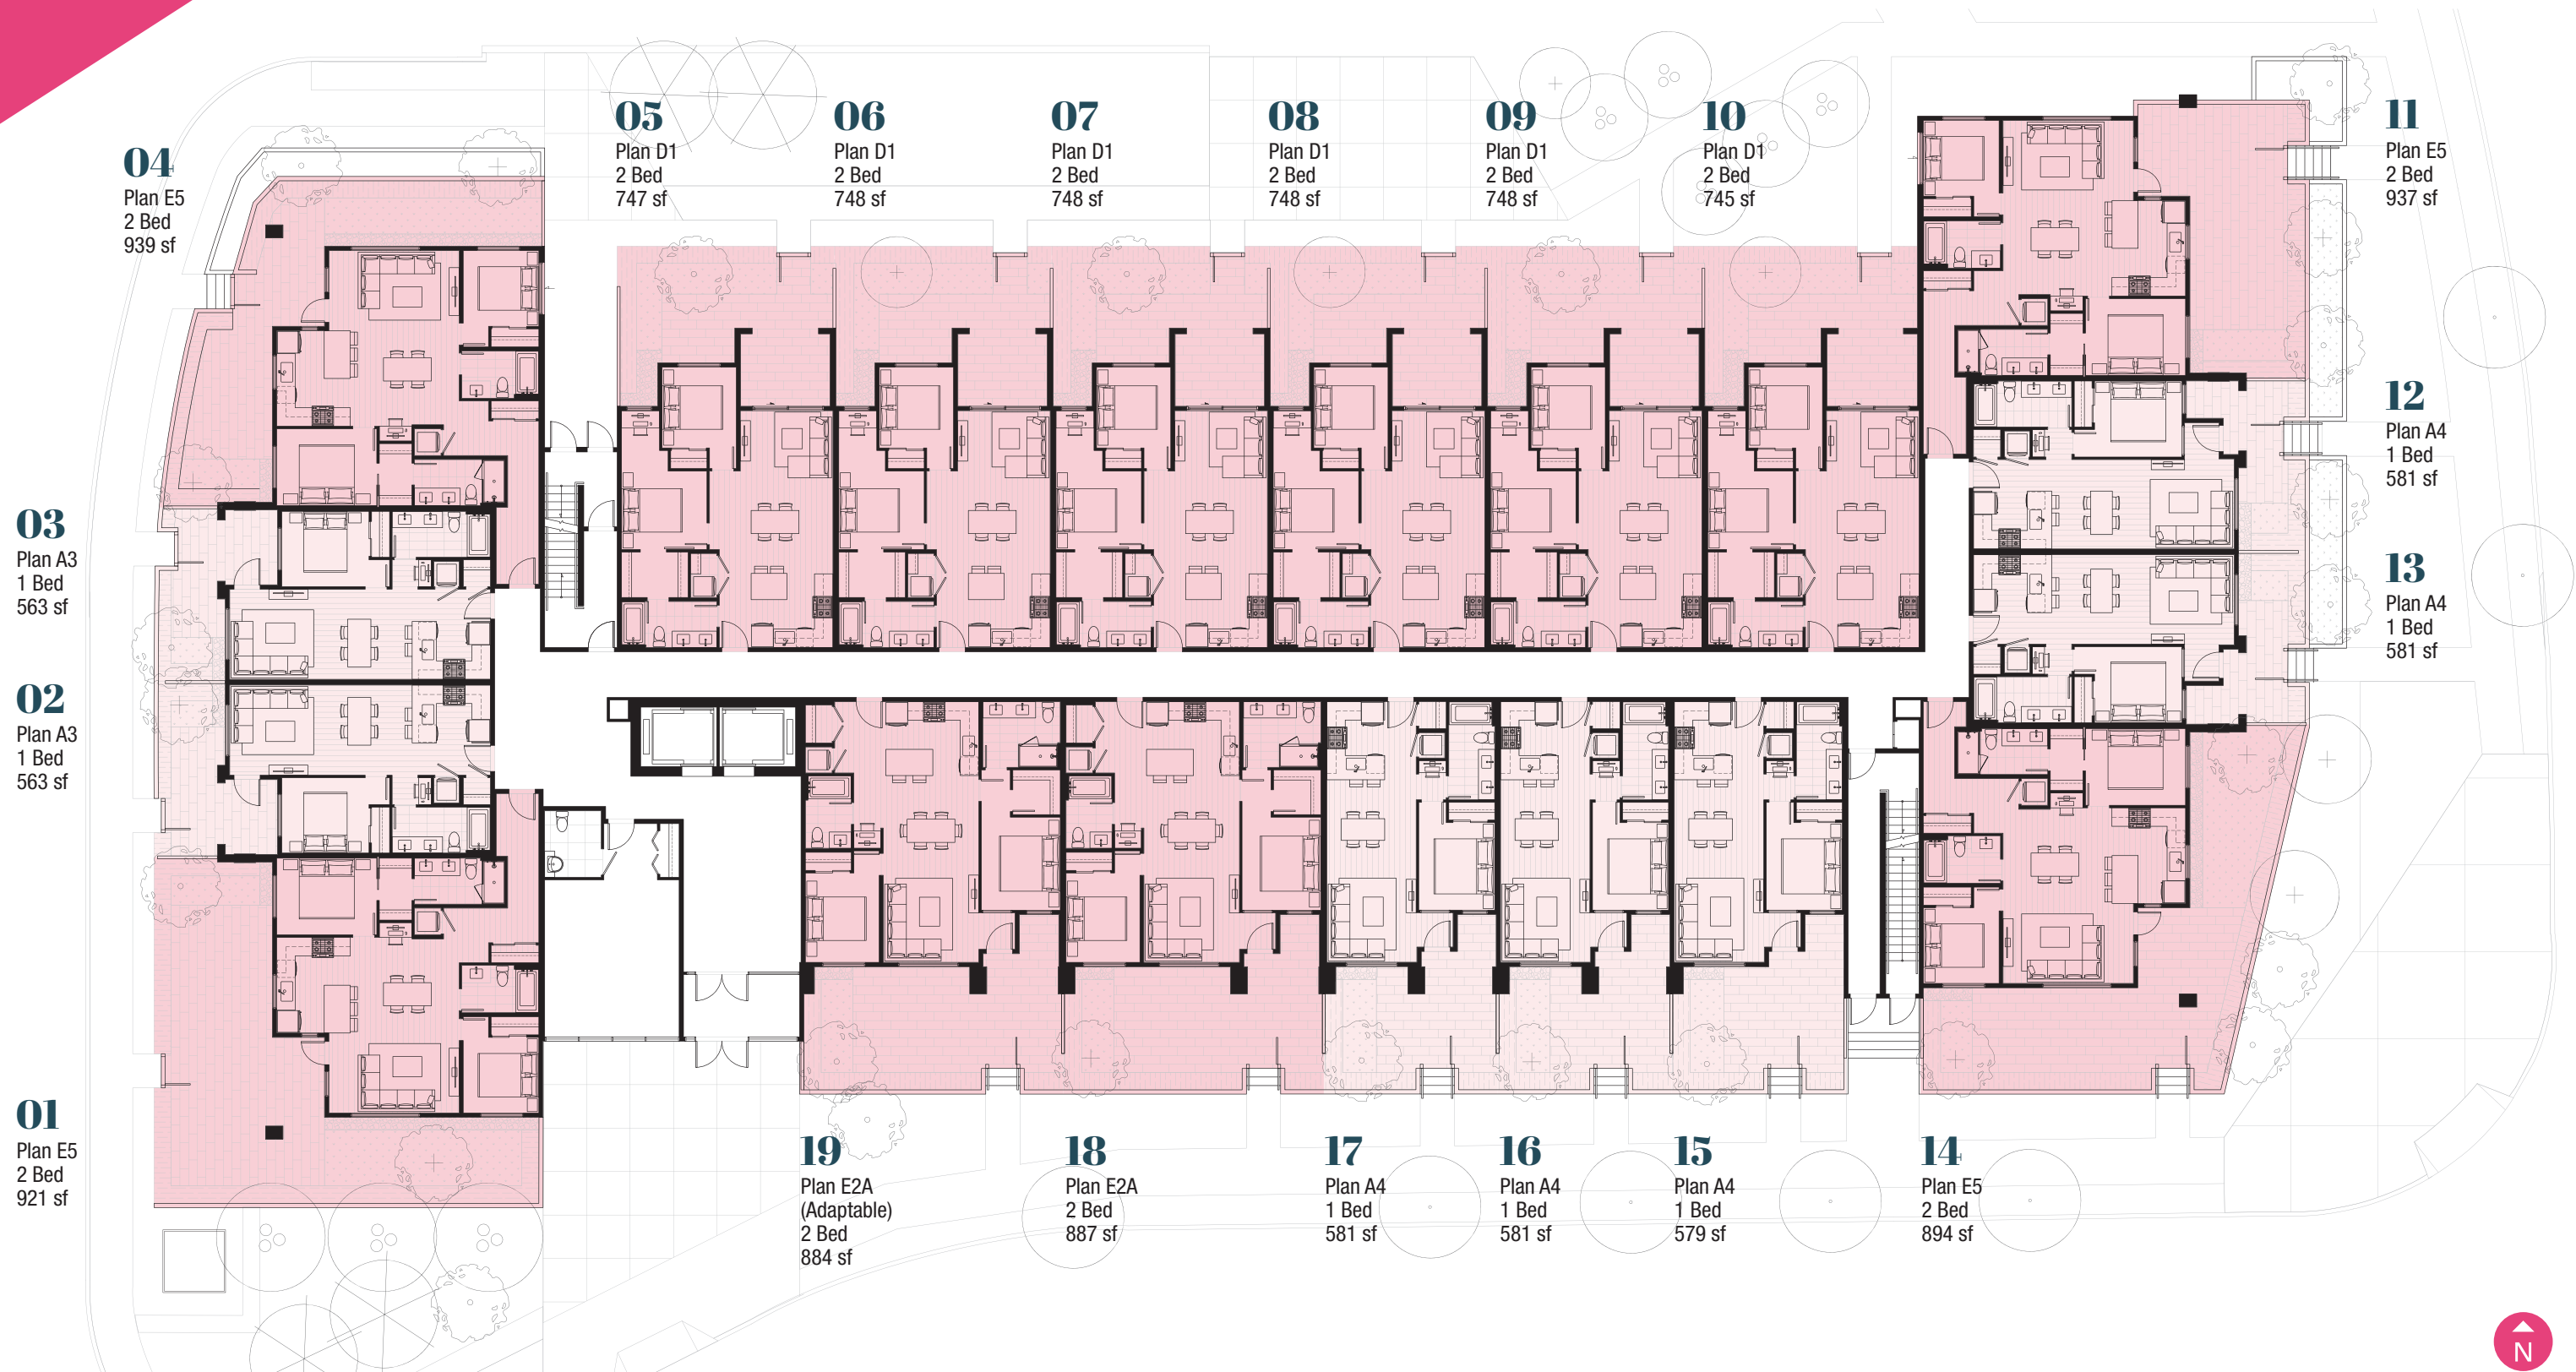 04
Plan E5
2 Bed
939 sf
05
Plan D1
2 Bed
747 sf
06
Plan D1
2 Bed
748 sf
07
Plan D1
2 Bed
748 sf
08
Plan D1
2 Bed
748 sf
09
Plan D1
2 Bed
748 sf
10
Plan D1
2 Bed
745 sf
11
Plan E5
2 Bed
937 sf
03
Plan A3
1 Bed
563 sf
12
Plan A4
1 Bed
581 sf
02
Plan A3
1 Bed
563 sf
13
Plan A4
1 Bed
581 sf
01
Plan E5
2 Bed
921 sf
19
Plan E2A
(Adaptable)
2 Bed
884 sf
18
Plan E2A
2 Bed
887 sf
17
Plan A4
1 Bed
581 sf
16
Plan A4
1 Bed
581 sf
15
Plan A4
1 Bed
579 sf
14
Plan E5
2 Bed
894 sf
N